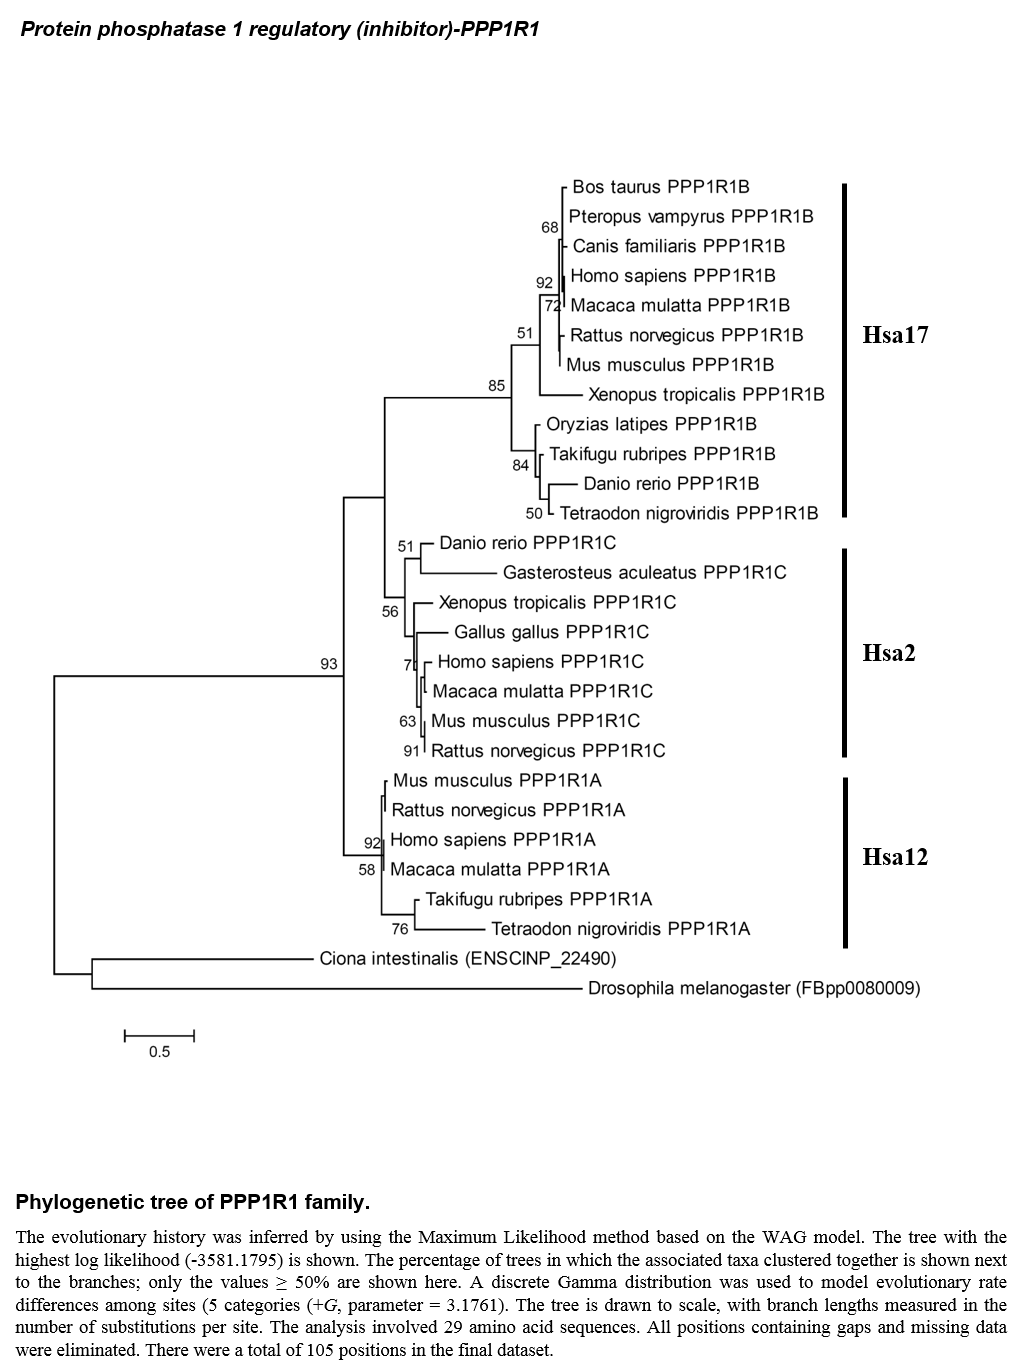 Protein phosphatase 1 regulatory (inhibitor)-PPP1R1
Bos taurus PPP1R1B
Pteropus vampyrus PPP1R1B
68
Canis familiaris PPP1R1B
Homo sapiens PPP1R1B
92
Macaca mulatta PPP1R1B
72
Rattus norvegicus PPP1R1B
51
Hsa17
Mus musculus PPP1R1B
85
Xenopus tropicalis PPP1R1B
Oryzias latipes PPP1R1B
Takifugu rubripes PPP1R1B
84
Danio rerio PPP1R1B
50
Tetraodon nigroviridis PPP1R1B
51
Danio rerio PPP1R1C
Gasterosteus aculeatus PPP1R1C
56
Xenopus tropicalis PPP1R1C
Gallus gallus PPP1R1C
Hsa2
93
7
Homo sapiens PPP1R1C
Macaca mulatta PPP1R1C
63
Mus musculus PPP1R1C
91
Rattus norvegicus PPP1R1C
Mus musculus PPP1R1A
Rattus norvegicus PPP1R1A
92
Homo sapiens PPP1R1A
Hsa12
58
Macaca mulatta PPP1R1A
Takifugu rubripes PPP1R1A
76
Tetraodon nigroviridis PPP1R1A
Ciona intestinalis (ENSCINP_22490)
Drosophila melanogaster (FBpp0080009)
0.5
Phylogenetic tree of PPP1R1 family.
The evolutionary history was inferred by using the Maximum Likelihood method based on the WAG model. The tree with the
highest log likelihood (-3581.1795) is shown. The percentage of trees in which the associated taxa clustered together is shown next
to the branches; only the values ≥ 50% are shown here. A discrete Gamma distribution was used to model evolutionary rate
differences among sites (5 categories (+G, parameter = 3.1761). The tree is drawn to scale, with branch lengths measured in the
number of substitutions per site. The analysis involved 29 amino acid sequences. All positions containing gaps and missing data
were eliminated. There were a total of 105 positions in the final dataset.